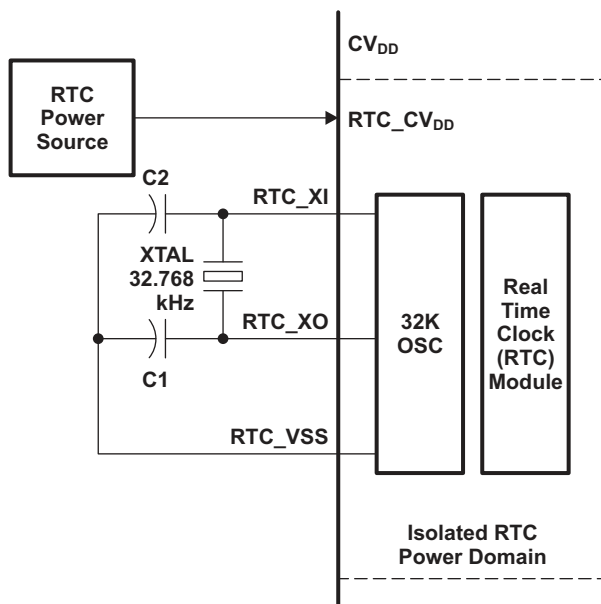 CVDD
RTC
Power
Source
RTC_CVDD
C2
RTC_XI
XTAL
32.768
kHz
RTC_XO
C1
32K
OSC
Real
Time
Clock
(RTC)
Module
RTC_VSS
Isolated RTC
Power Domain